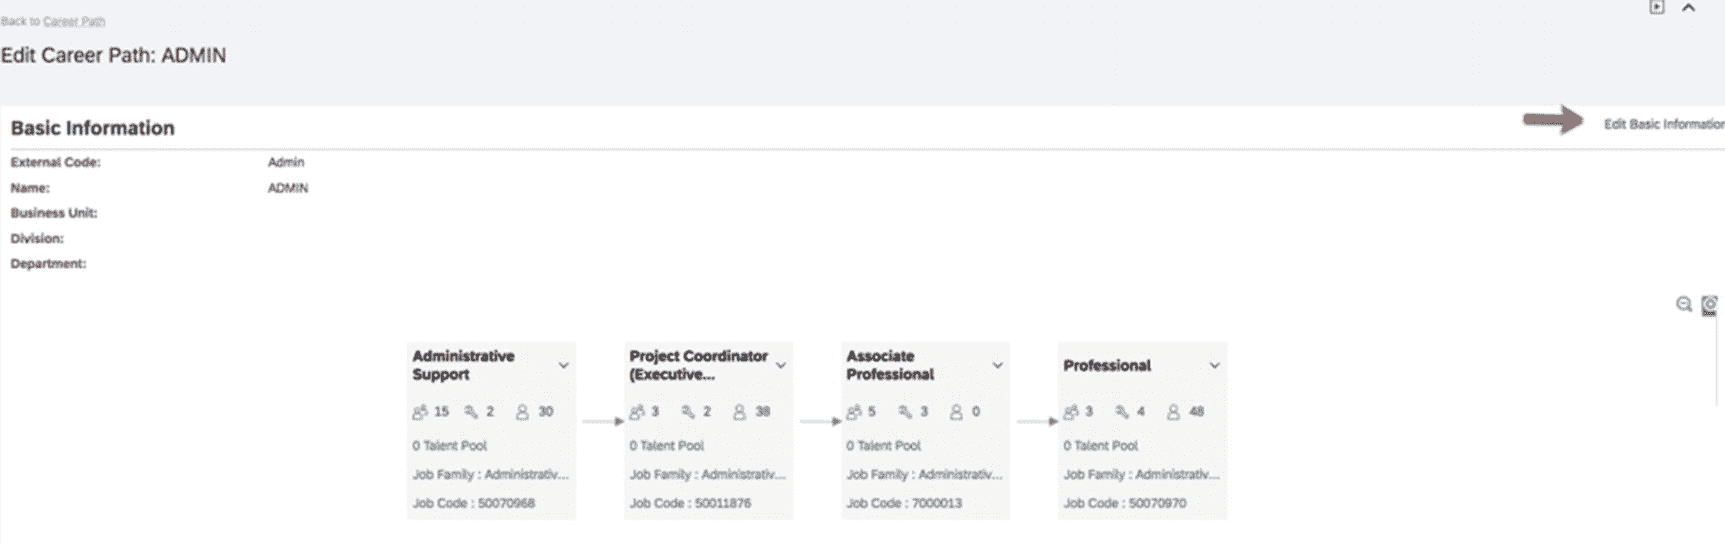 Back to Career Path
Edit Career Path: ADMIN
Basic Information
Edit Basic Information
External Code: Admin
Name: ADMIN
Business Unit:
Division:
Department:
Administrative
Support
15 2 30
0 Talent Pool
Job Family : Administrativ...
Job Code : 50070968
Project Coordinator
(Executive...
3 2 38
0 Talent Pool
Job Family : Administrativ...
Job Code : 50011876
Associate
Professional
5 3 0
0 Talent Pool
Job Family : Administrativ...
Job Code : 7000013
Professional
3 4 48
0 Talent Pool
Job Family : Administrativ...
Job Code : 50070970